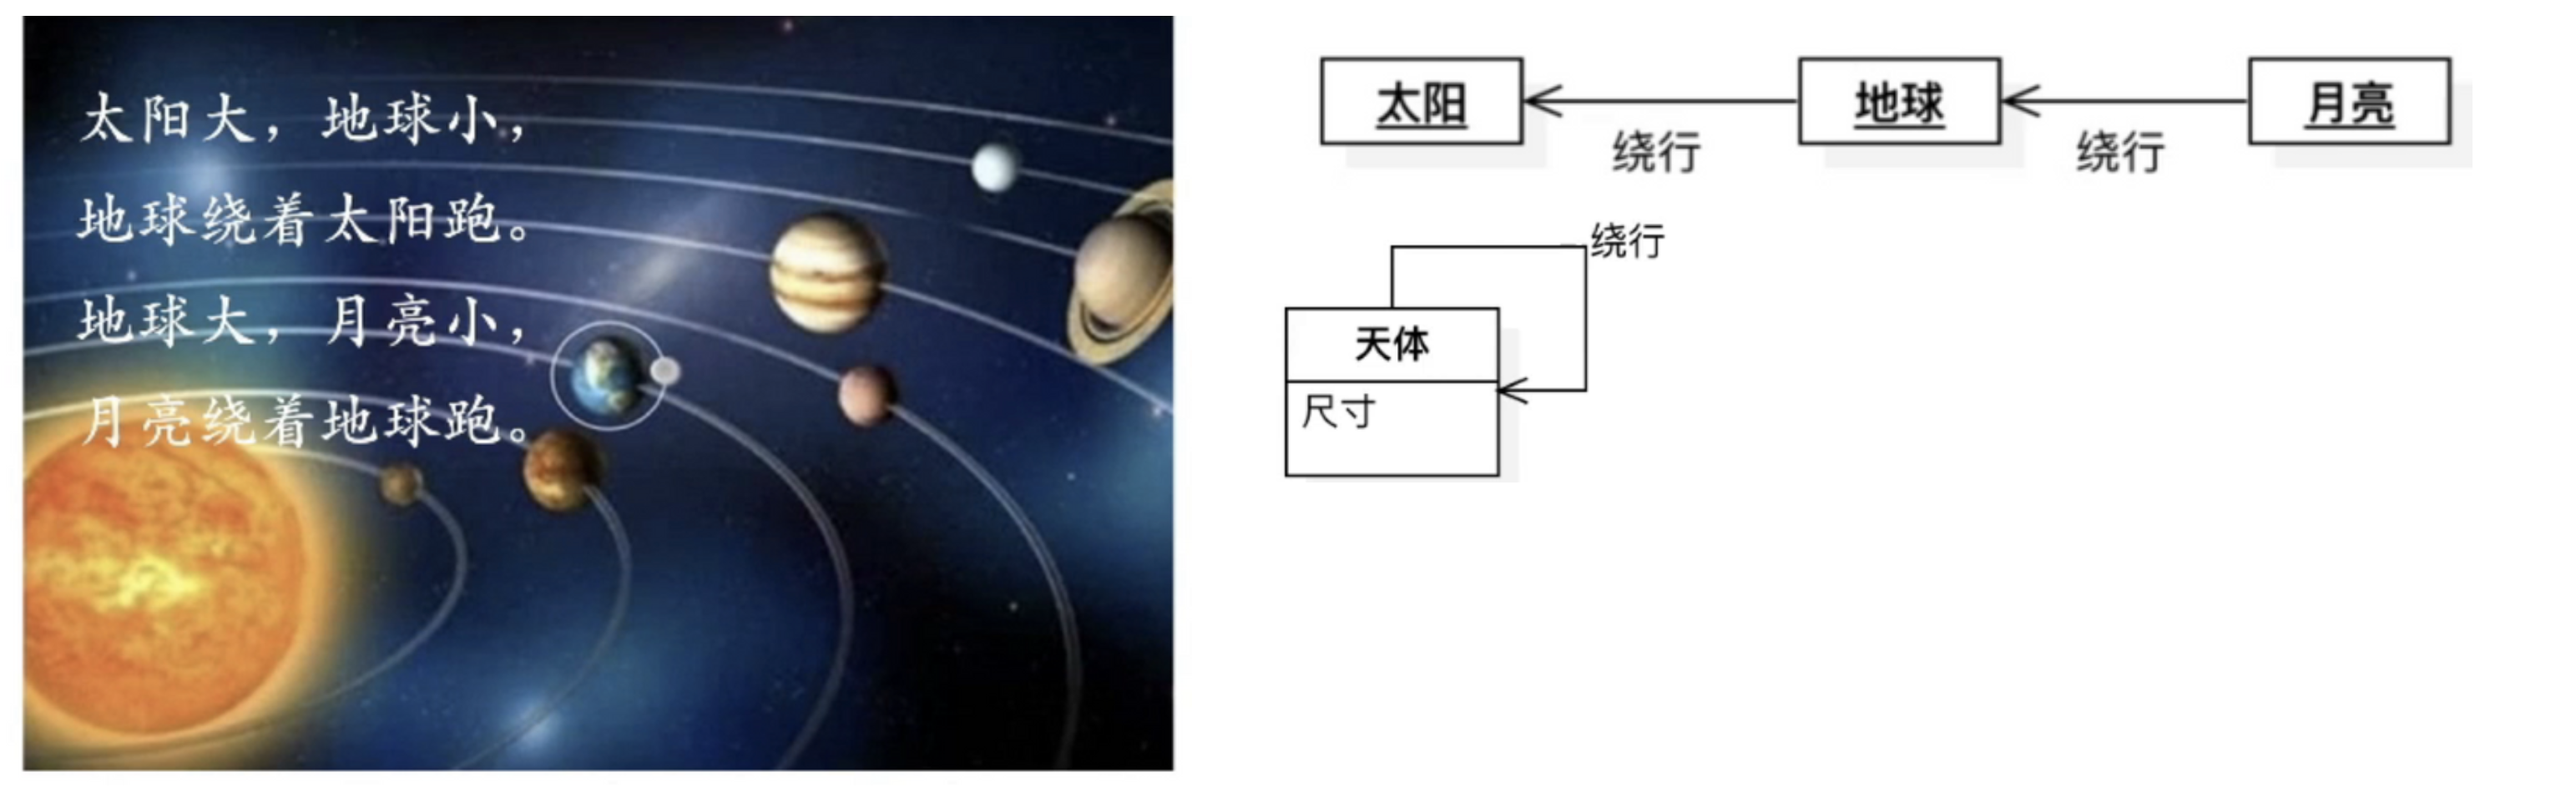 太阳大，地球小，
地球绕着太阳跑。
地球大，月亮小，
月亮绕着地球跑。
太阳
地球
月亮
绕行
绕行
绕行
天体
尺寸